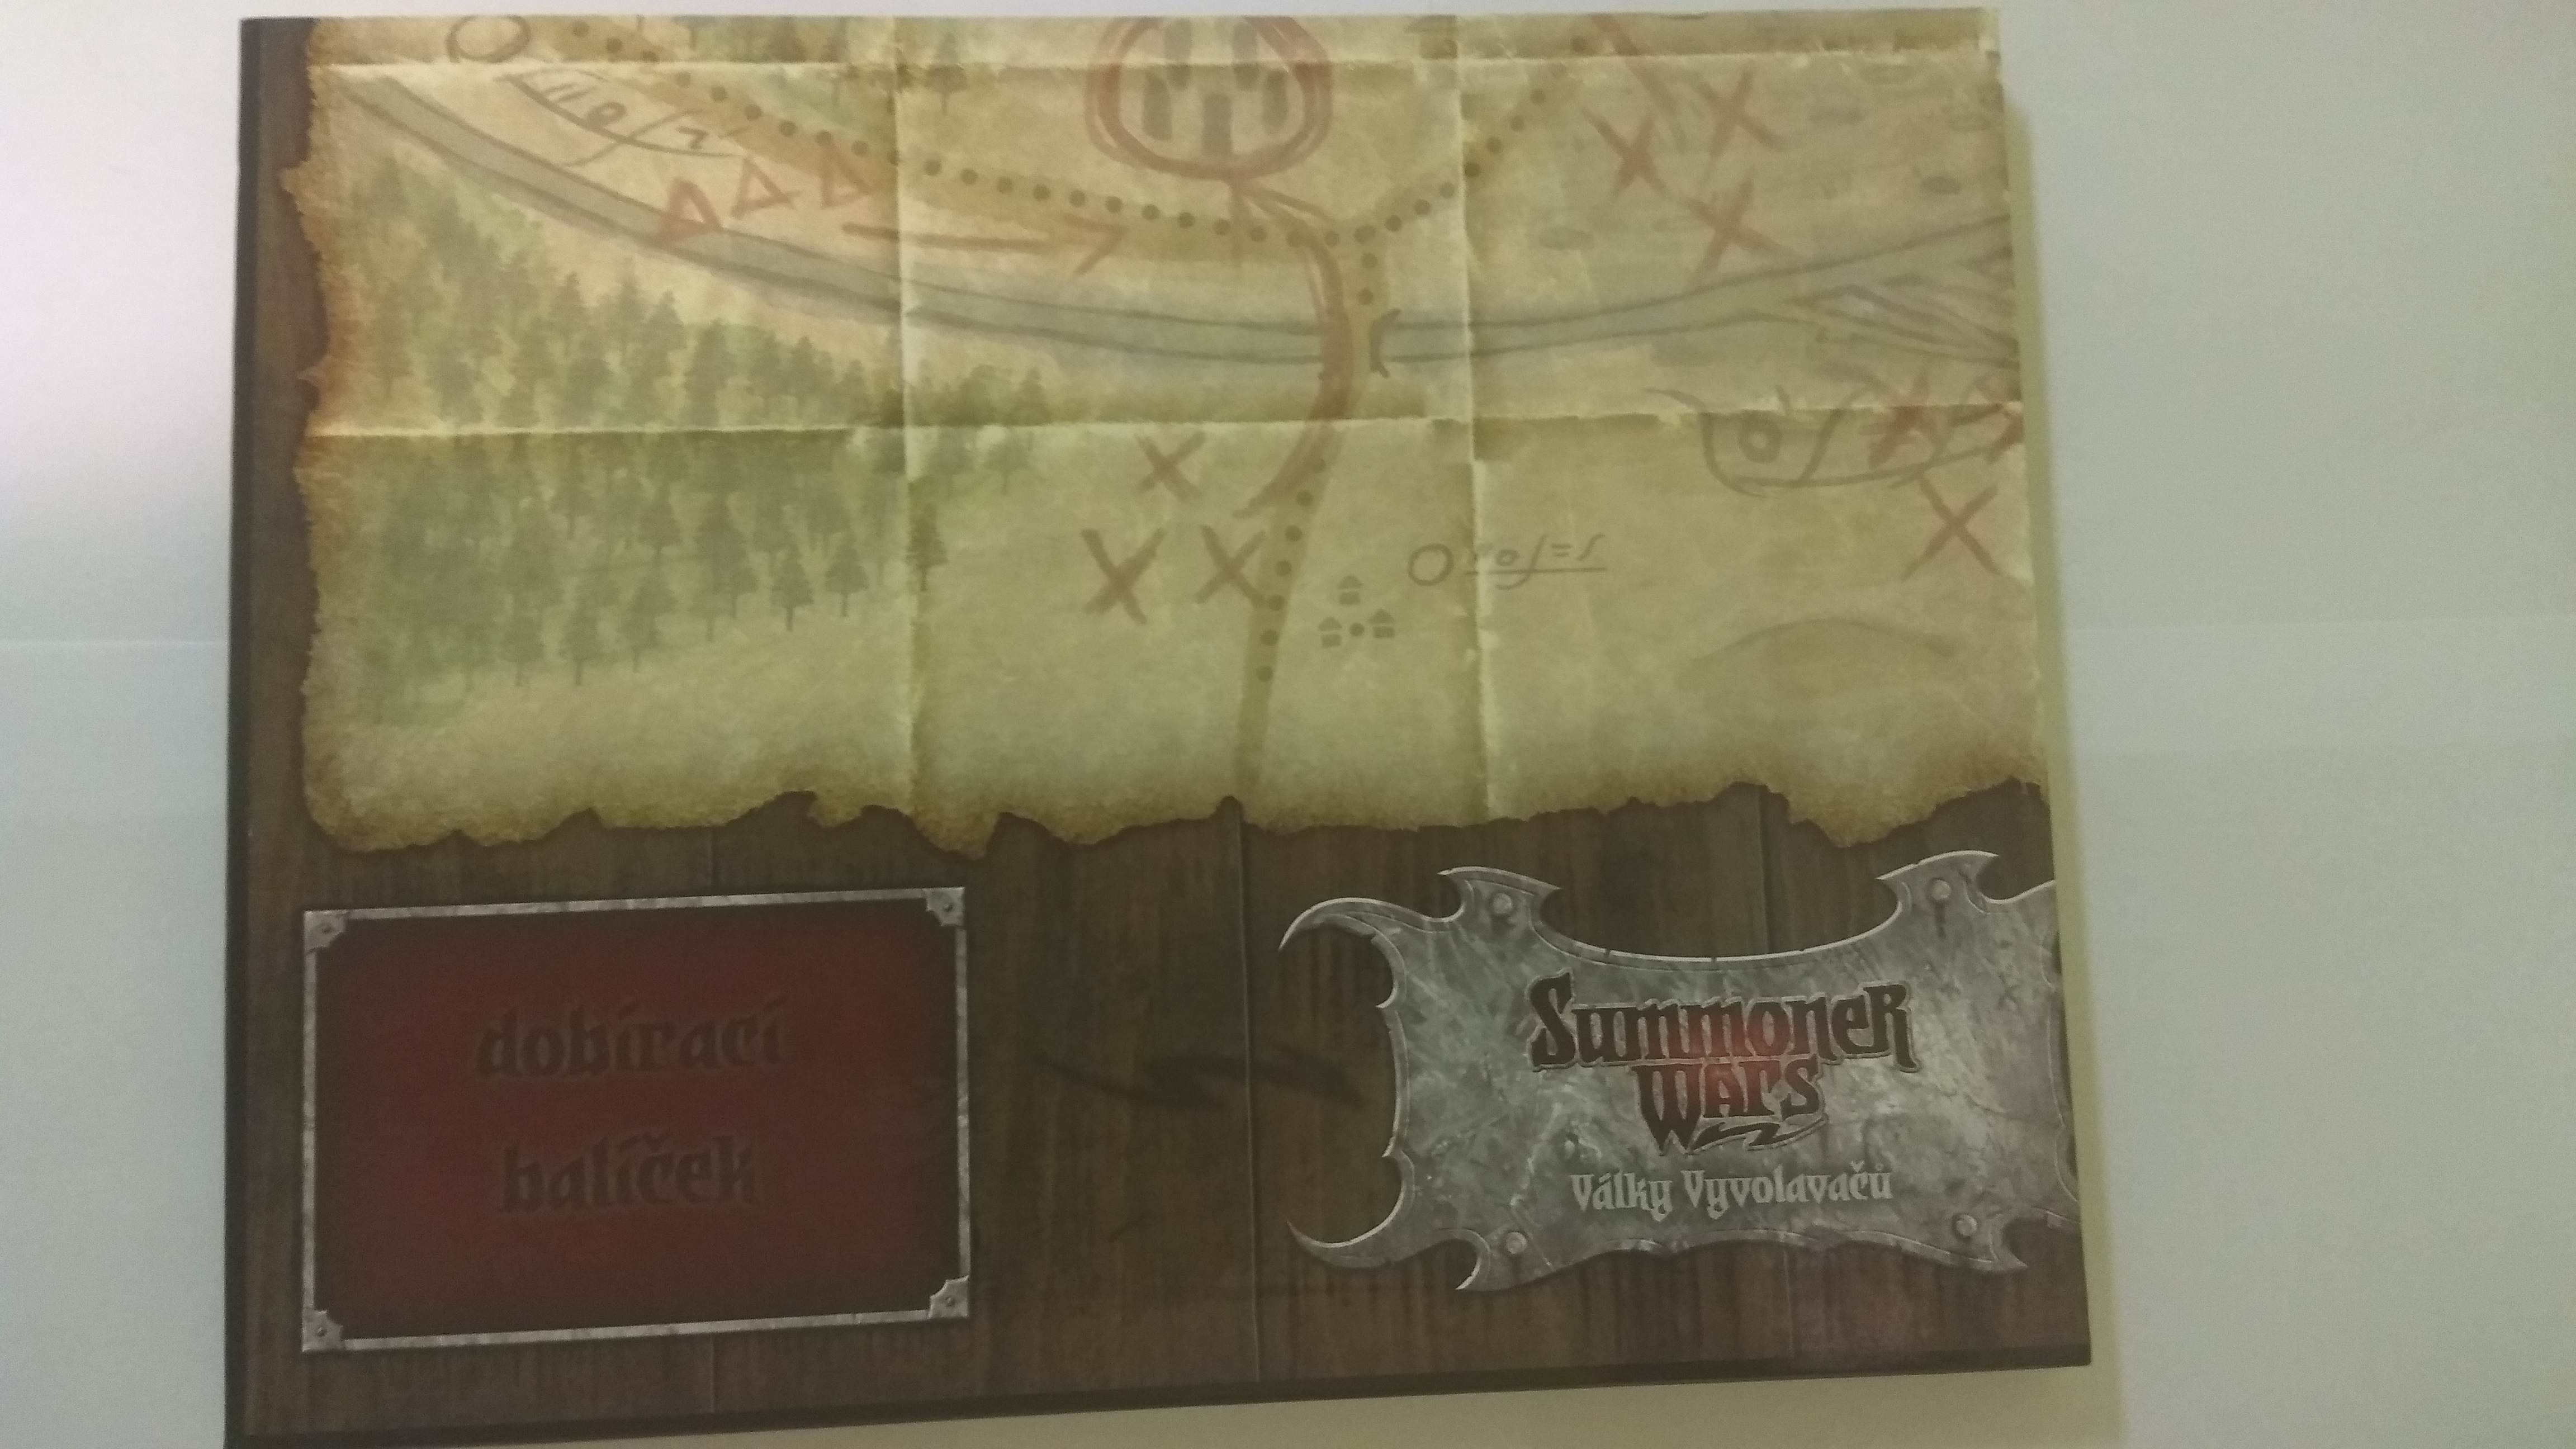 dobírací
balíček
Summoner
Wars
Války Vyvolavačů